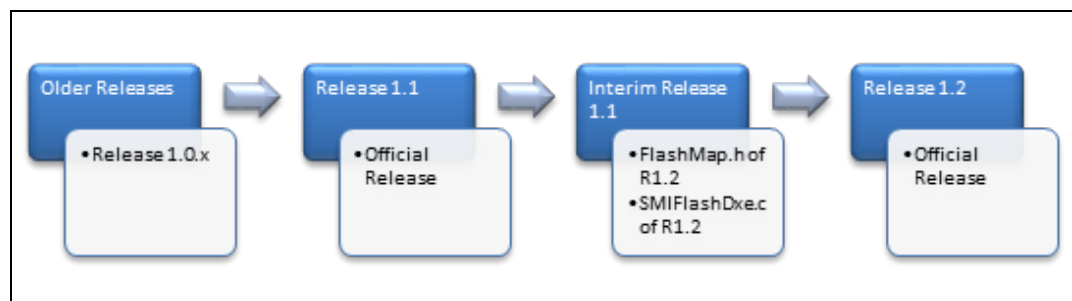 Older Releases
•Release 1.0.x
Release 1.1
•Official
Release
Interim Release
1.1
•FlashMap.h of
R1.2
•SMIFlashDxe.c
of R1.2
Release 1.2
•Official
Release